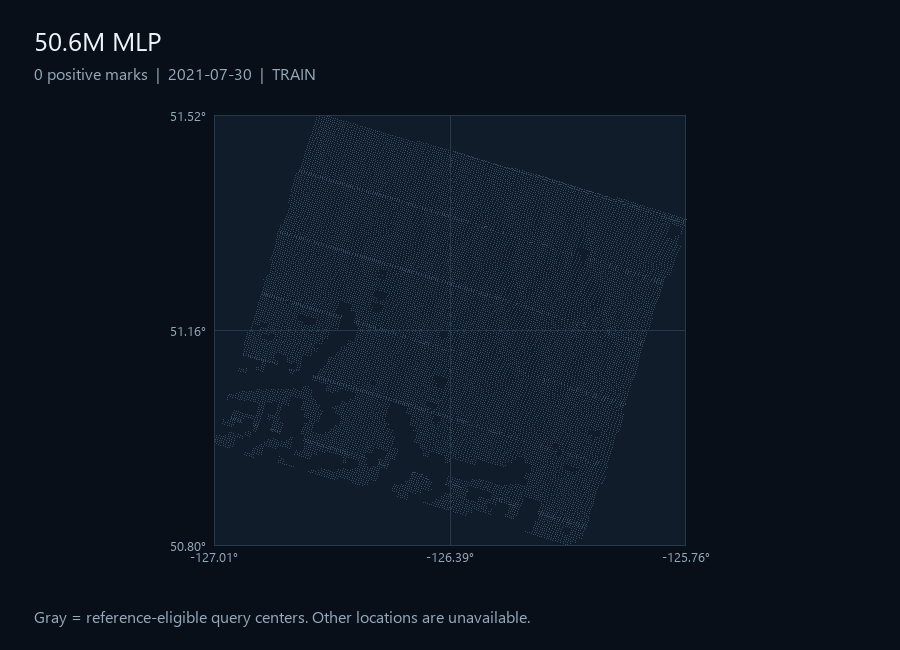 50.6M MLP
0 positive marks | 2021-07-30 | TRAIN
51.52°
51.16°
50.80°
-127.01° -126.39° -125.76°
Gray = reference-eligible query centers. Other locations are unavailable.